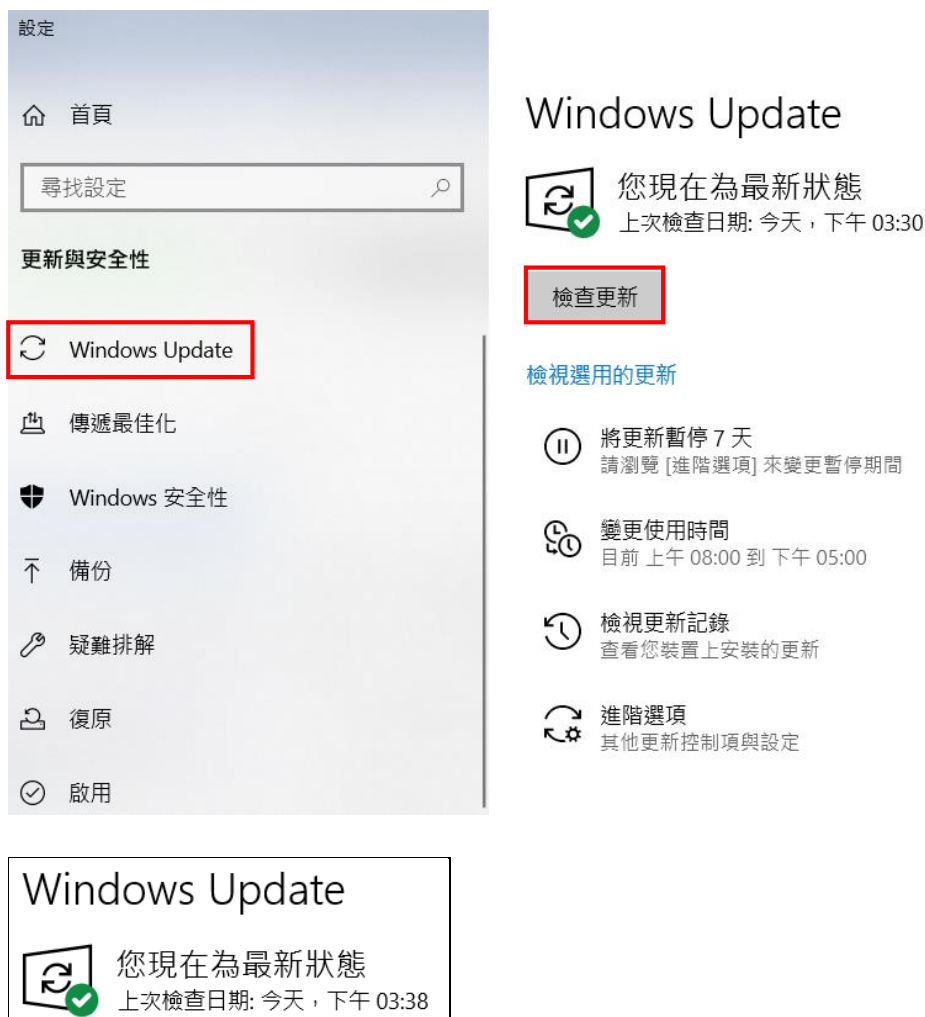 設定
首頁
尋找設定
更新與安全性
Windows Update
傳遞最佳化
Windows 安全性
備份
疑難排解
復原
啟用
Windows Update
您現在為最新狀態
上次檢查日期: 今天，下午 03:30
檢查更新
檢視選用的更新
將更新暫停 7 天
請瀏覽 [進階選項] 來變更暫停期間
變更使用時間
目前 上午 08:00 到 下午 05:00
檢視更新記錄
查看您裝置上安裝的更新
進階選項
其他更新控制項與設定
Windows Update
您現在為最新狀態
上次檢查日期: 今天，下午 03:38